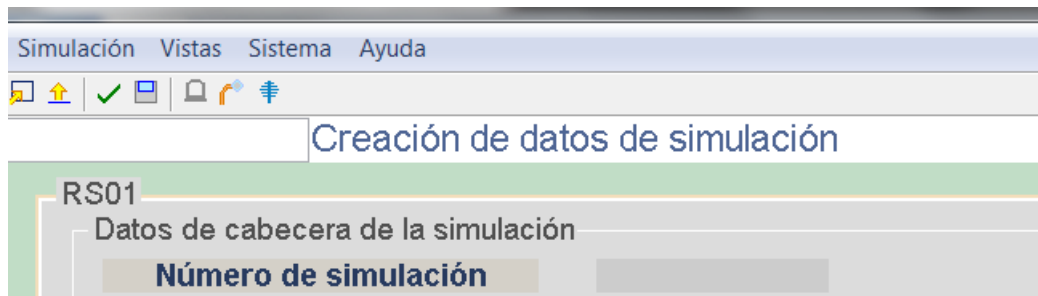 Simulación Vistas Sistema Ayuda
Creación de datos de simulación
RS01
Datos de cabecera de la simulación
Número de simulación